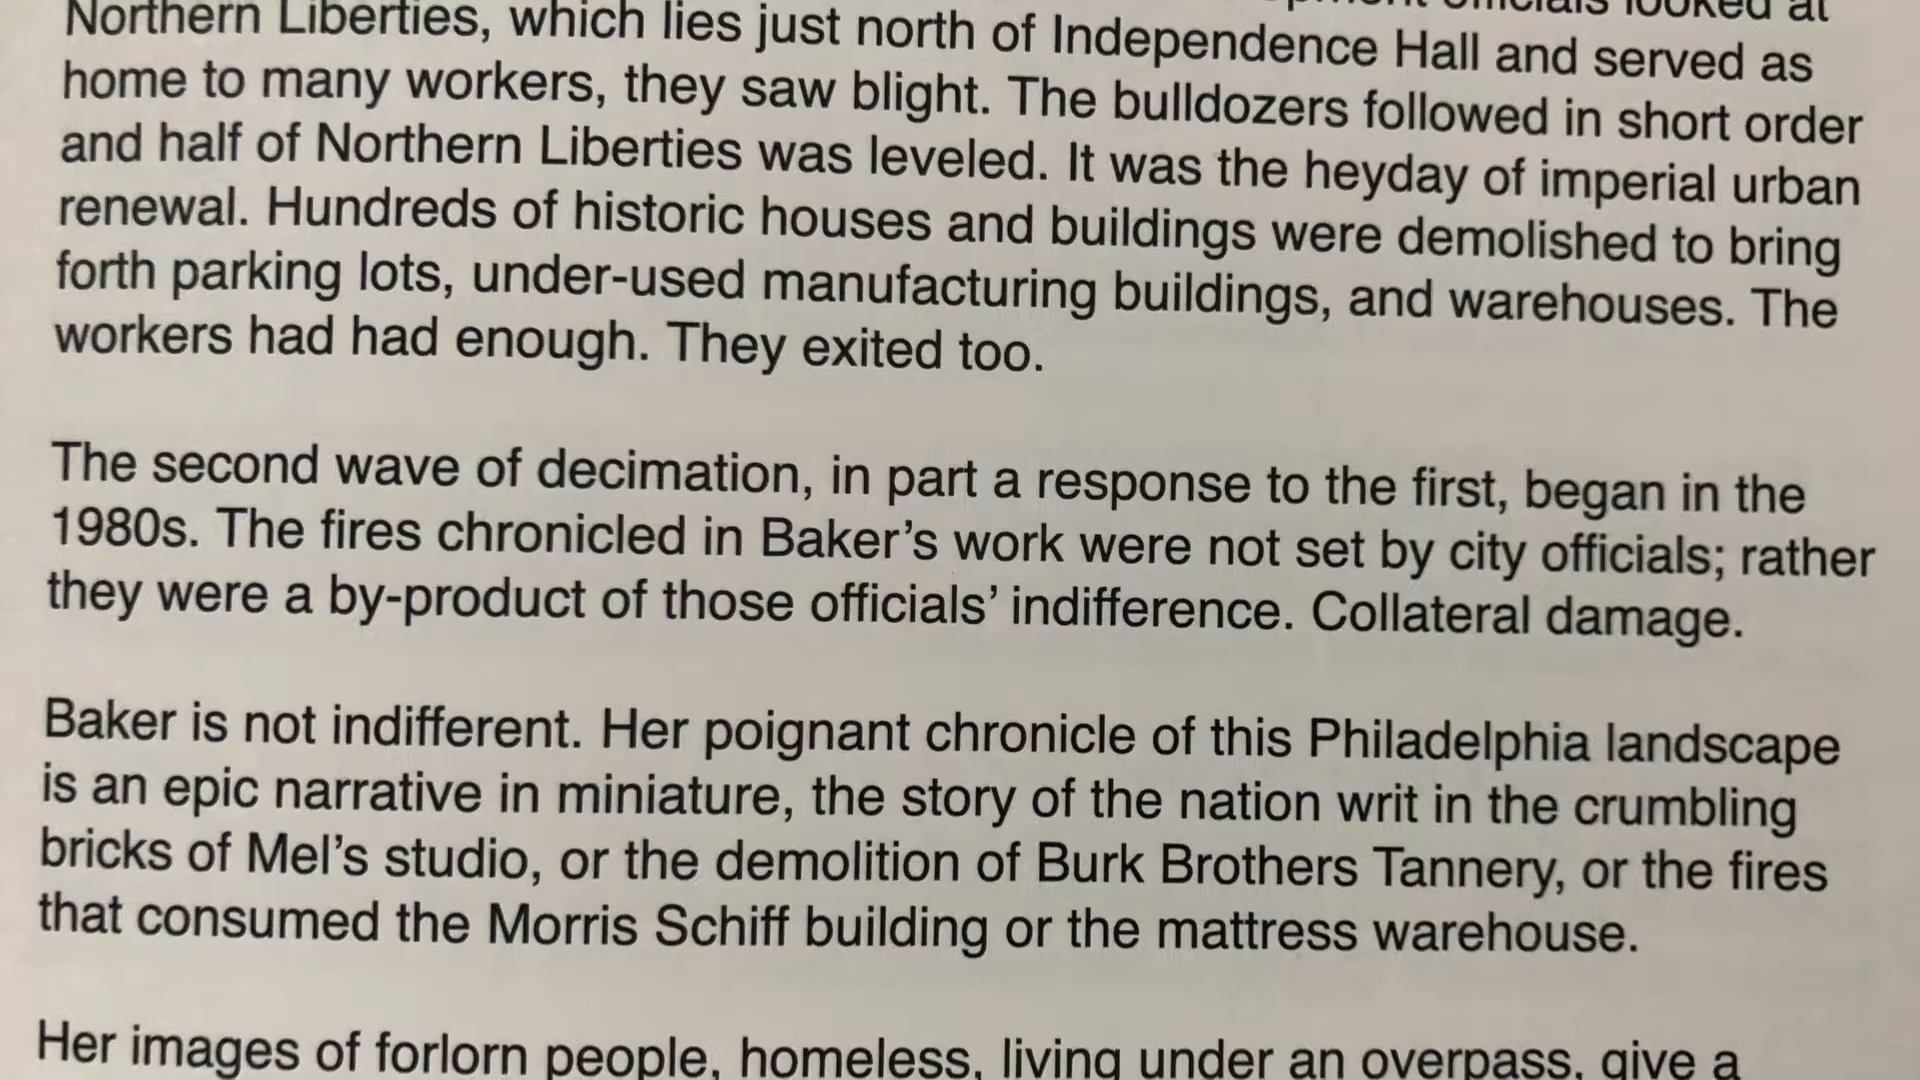 officials looked at
Northern Liberties, which lies just north of Independence Hall and served as
home to many workers, they saw blight. The bulldozers followed in short order
and half of Northern Liberties was leveled. It was the heyday of imperial urban
renewal. Hundreds of historic houses and buildings were demolished to bring
forth parking lots, under-used manufacturing buildings, and warehouses. The
workers had had enough. They exited too.
The second wave of decimation, in part a response to the first, began in the
1980s. The fires chronicled in Baker’s work were not set by city officials; rather
they were a by-product of those officials’ indifference. Collateral damage.
Baker is not indifferent. Her poignant chronicle of this Philadelphia landscape
is an epic narrative in miniature, the story of the nation writ in the crumbling
bricks of Mel’s studio, or the demolition of Burk Brothers Tannery, or the fires
that consumed the Morris Schiff building or the mattress warehouse.
Her images of forlorn people, homeless, living under an overpass, give a